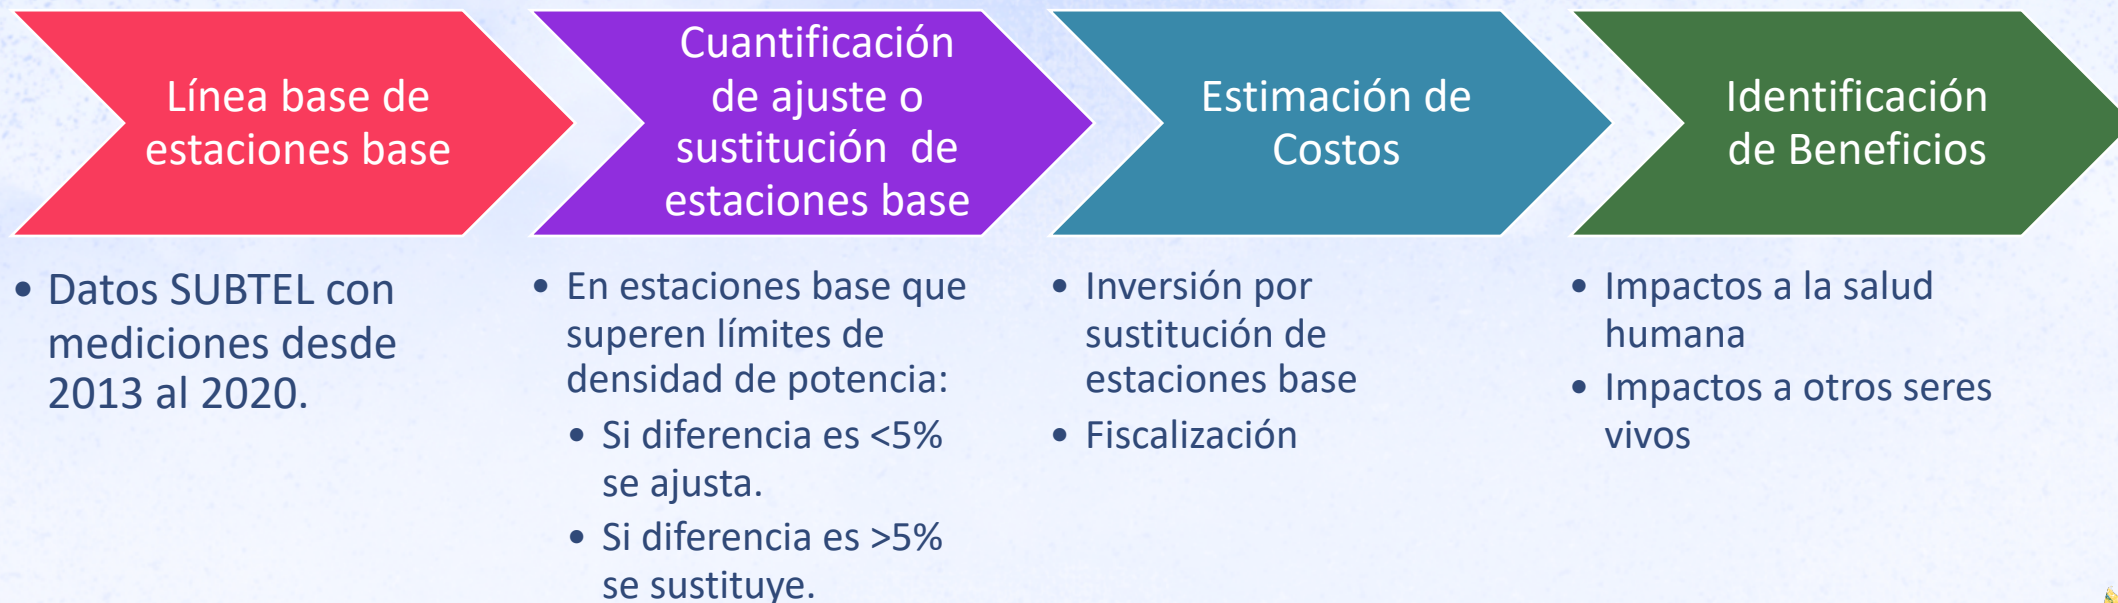 Línea base de
estaciones base
Cuantificación
de ajuste o
sustitución de
estaciones base
Estimación de
Costos
Identificación
de Beneficios
• Datos SUBTEL con
mediciones desde
2013 al 2020.
• En estaciones base que
superen límites de
densidad de potencia:
• Si diferencia es <5%
se ajusta.
• Si diferencia es >5%
se sustituye.
• Inversión por
sustitución de
estaciones base
• Fiscalización
• Impactos a la salud
humana
• Impactos a otros seres
vivos